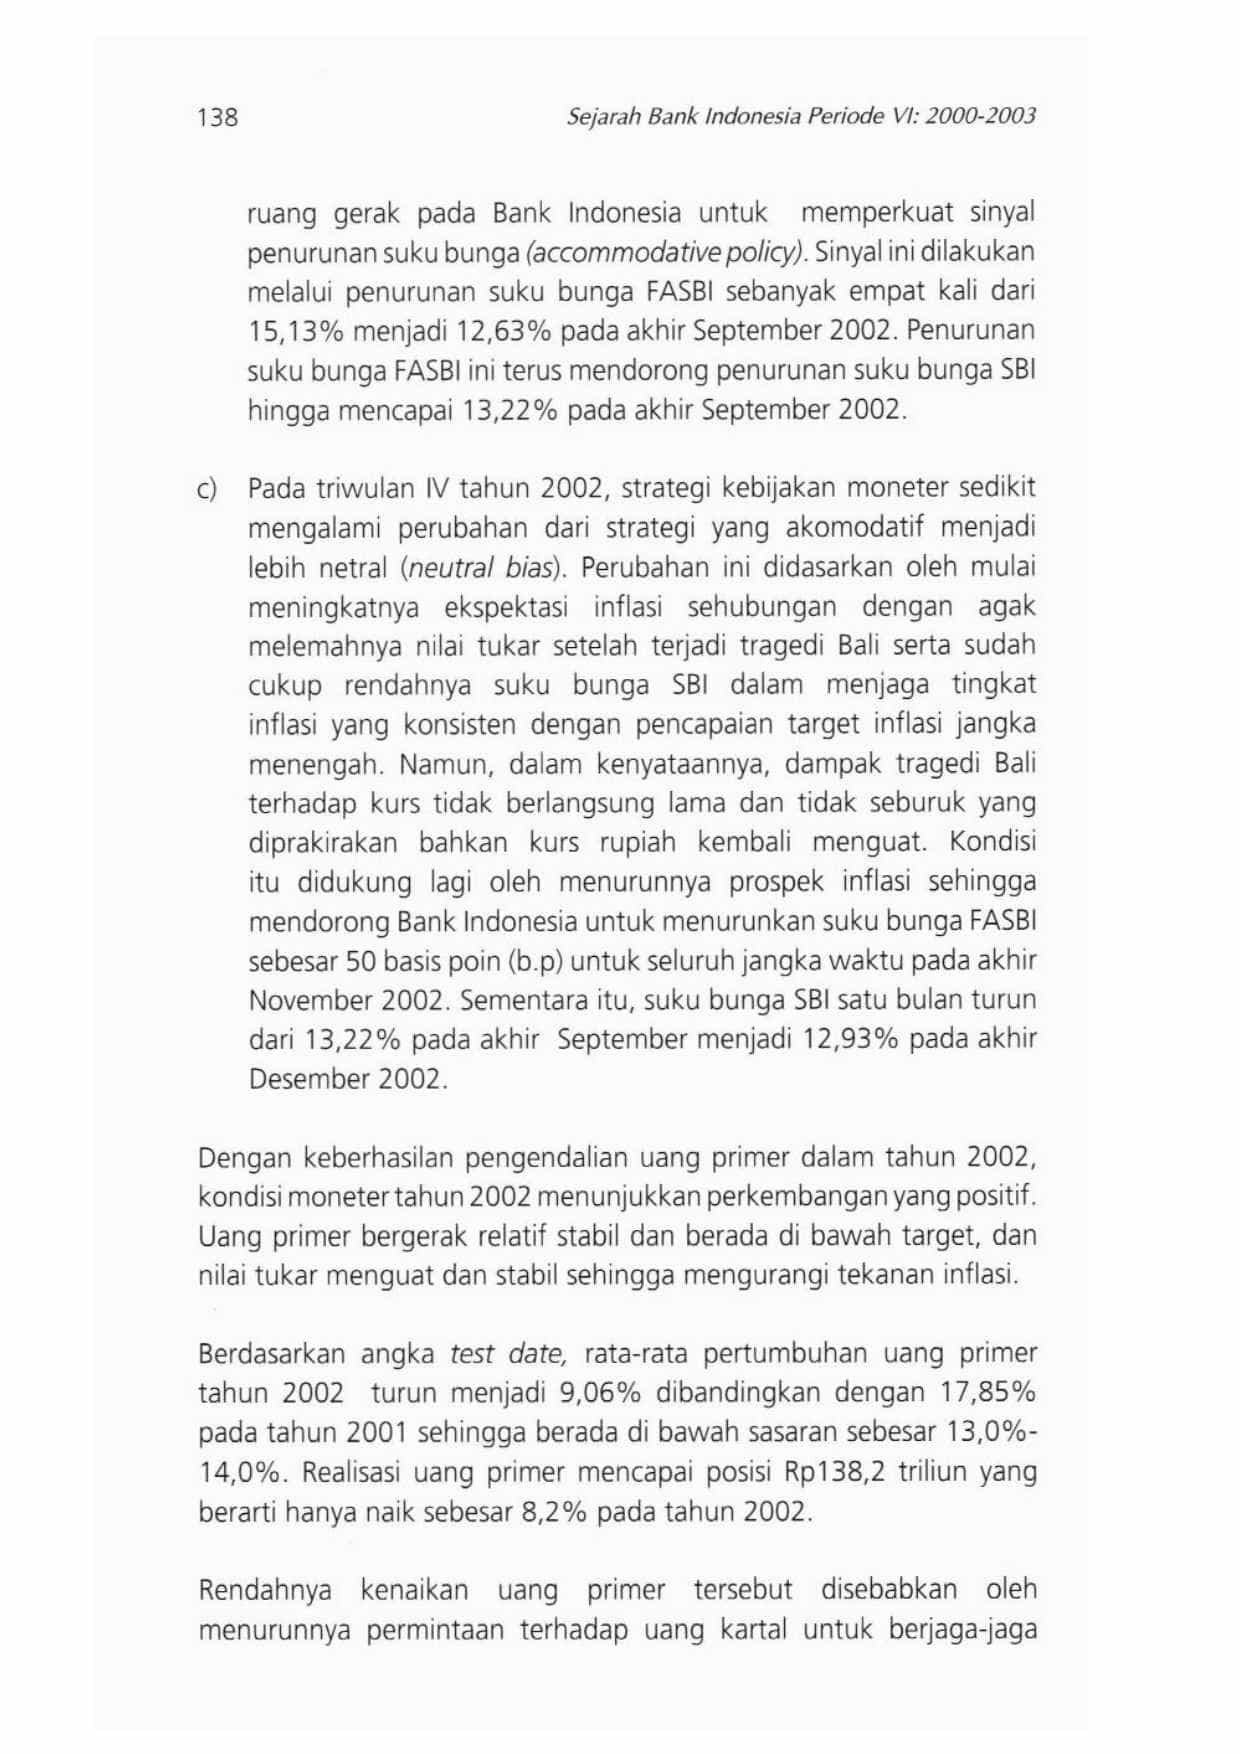 138
Sejarah Bank Indonesia Periode VI: 2000-2003
ruang gerak pada Bank Indonesia untuk memperkuat sinyal
penurunan suku bunga (accommodative policy). Sinyal ini dilakukan
melalui penurunan suku bunga FASBI sebanyak empat kali dari
15,13% menjadi 12,63% pada akhir September 2002. Penurunan
suku bunga FASBI ini terus mendorong penurunan suku bunga SBI
hingga mencapai 13,22% pada akhir September 2002.
c) Pada triwulan IV tahun 2002, strategi kebijakan moneter sedikit
mengalami perubahan dari strategi yang akomodatif menjadi
lebih netral (neutral bias). Perubahan ini didasarkan oleh mulai
meningkatnya ekspektasi inflasi sehubungan dengan agak
melemahnya nilai tukar setelah terjadi tragedi Bali serta sudah
cukup rendahnya suku bunga SBI dalam menjaga tingkat
inflasi yang konsisten dengan pencapaian target inflasi jangka
menengah. Namun, dalam kenyataannya, dampak tragedi Bali
terhadap kurs tidak berlangsung lama dan tidak seburuk yang
diprakirakan bahkan kurs rupiah kembali menguat. Kondisi
itu didukung lagi oleh menurunnya prospek inflasi sehingga
mendorong Bank Indonesia untuk menurunkan suku bunga FASBI
sebesar 50 basis poin (b.p) untuk seluruh jangka waktu pada akhir
November 2002. Sementara itu, suku bunga SBI satu bulan turun
dari 13,22% pada akhir September menjadi 12,93% pada akhir
Desember 2002.
Dengan keberhasilan pengendalian uang primer dalam tahun 2002,
kondisi moneter tahun 2002 menunjukkan perkembangan yang positif.
Uang primer bergerak relatif stabil dan berada di bawah target, dan
nilai tukar menguat dan stabil sehingga mengurangi tekanan inflasi.
Berdasarkan angka test date, rata-rata pertumbuhan uang primer
tahun 2002 turun menjadi 9,06% dibandingkan dengan 17,85%
pada tahun 2001 sehingga berada di bawah sasaran sebesar 13,0%-
14,0%. Realisasi uang primer mencapai posisi Rp138,2 triliun yang
berarti hanya naik sebesar 8,2% pada tahun 2002.
Rendahnya kenaikan uang primer tersebut disebabkan oleh
menurunnya permintaan terhadap uang kartal untuk berjaga-jaga